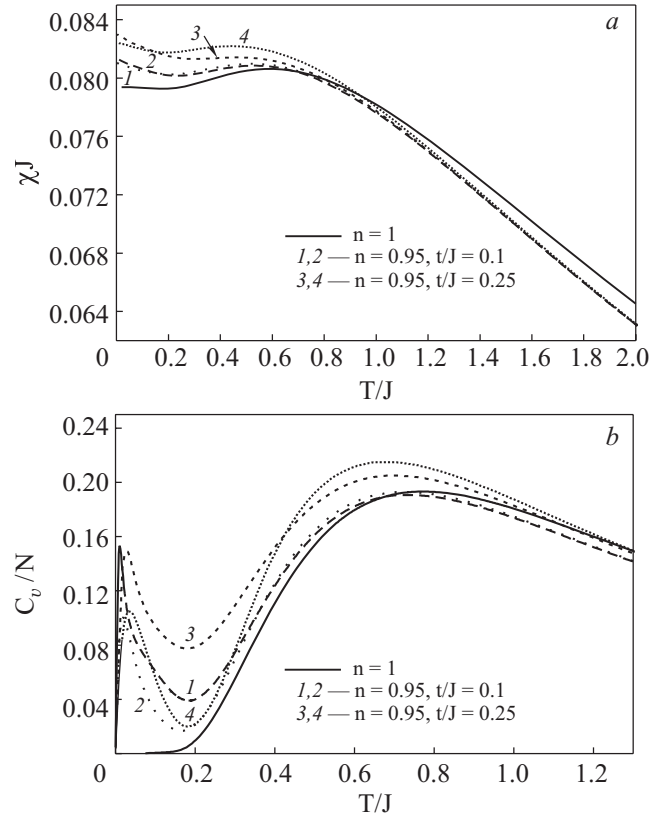 a
0.084
0.080
0.076
0.072
0.068
0.064
χJ
1
2
3
4
n = 1
1,2 — n = 0.95, t/J = 0.1
3,4 — n = 0.95, t/J = 0.25
0 0.2 0.4 0.6 0.8 1.0 1.2 1.4 1.6 1.8 2.0
T/J
b
0.24
0.20
0.16
0.12
0.08
0.04
C_v/N
3
1
2
4
n = 1
1,2 — n = 0.95, t/J = 0.1
3,4 — n = 0.95, t/J = 0.25
0 0.2 0.4 0.6 0.8 1.0 1.2
T/J